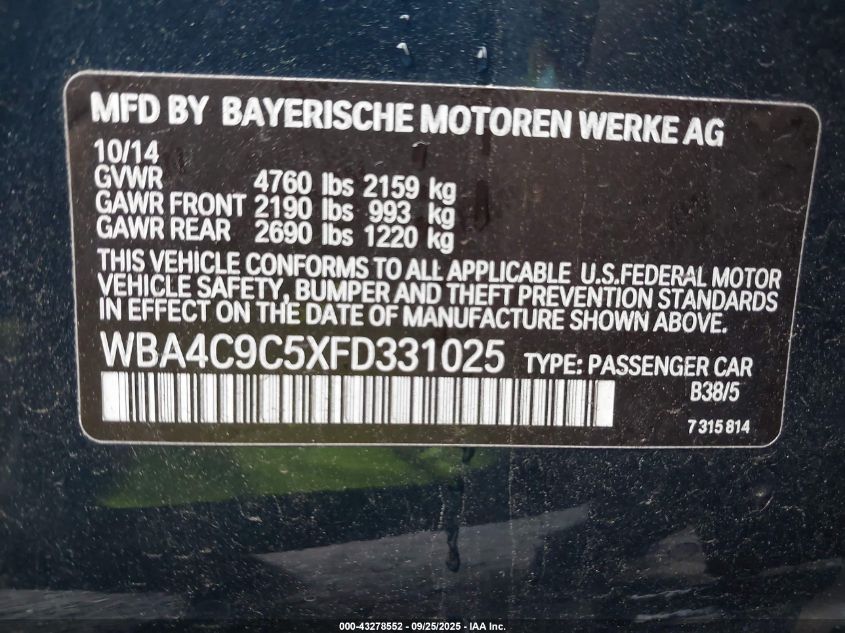 MFD BY BAYERISCHE MOTOREN WERKE AG
10/14
GVWR 4760 lbs 2159 kg
GAWR FRONT 2190 lbs 993 kg
GAWR REAR 2690 lbs 1220 kg
THIS VEHICLE CONFORMS TO ALL APPLICABLE U.S.FEDERAL MOTOR
VEHICLE SAFETY, BUMPER AND THEFT PREVENTION STANDARDS
IN EFFECT ON THE DATE OF MANUFACTURE SHOWN ABOVE.
WBA4C9C5XFD331025 TYPE: PASSENGER CAR
B38/5
7 315 814
000-43278552 - 09/25/2025 - IAA Inc.